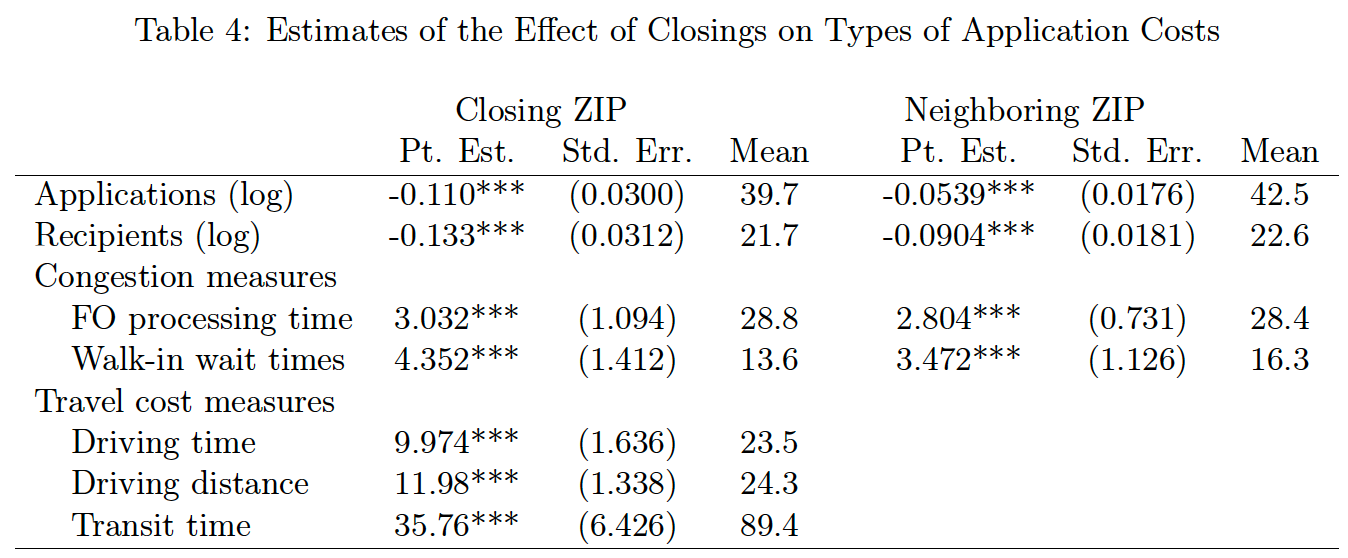 Table 4: Estimates of the Effect of Closings on Types of Application Costs
Closing ZIP Neighboring ZIP
Pt. Est. Std. Err. Mean Pt. Est. Std. Err. Mean
Applications (log) -0.110*** (0.0300) 39.7 -0.0539*** (0.0176) 42.5
Recipients (log) -0.133*** (0.0312) 21.7 -0.0904*** (0.0181) 22.6
Congestion measures
FO processing time 3.032*** (1.094) 28.8 2.804*** (0.731) 28.4
Walk-in wait times 4.352*** (1.412) 13.6 3.472*** (1.126) 16.3
Travel cost measures
Driving time 9.974*** (1.636) 23.5
Driving distance 11.98*** (1.338) 24.3
Transit time 35.76*** (6.426) 89.4